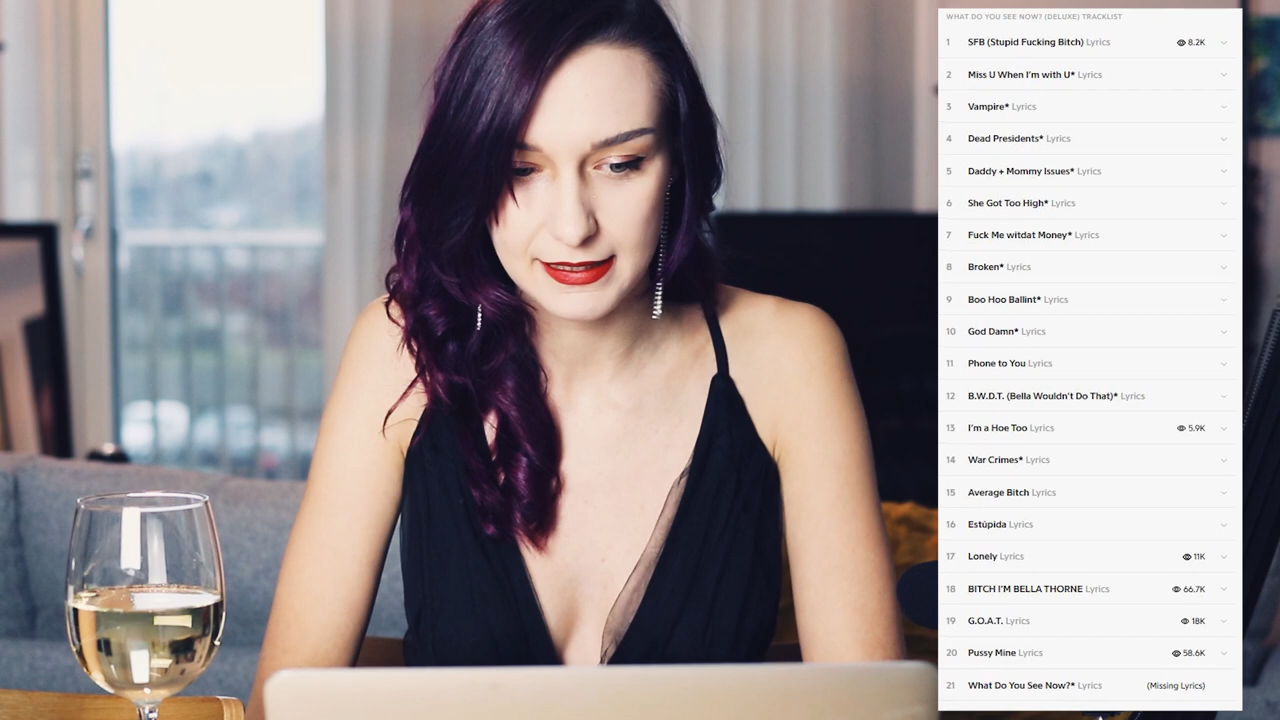 WHAT DO YOU SEE NOW? (DELUXE) TRACKLIST
1 SFB (Stupid Fucking Bitch) Lyrics 8.2K
2 Miss U When I'm with U* Lyrics
3 Vampire* Lyrics
4 Dead Presidents* Lyrics
5 Daddy + Mommy Issues* Lyrics
6 She Got Too High* Lyrics
7 Fuck Me witdat Money* Lyrics
8 Broken* Lyrics
9 Boo Hoo Ballint* Lyrics
10 God Damn* Lyrics
11 Phone to You Lyrics
12 B.W.D.T. (Bella Wouldn't Do That)* Lyrics
13 I'm a Hoe Too Lyrics 5.9K
14 War Crimes* Lyrics
15 Average Bitch Lyrics
16 Estúpida Lyrics
17 Lonely Lyrics 11K
18 BITCH I'M BELLA THORNE Lyrics 66.7K
19 G.O.A.T. Lyrics 18K
20 Pussy Mine Lyrics 58.6K
21 What Do You See Now?* Lyrics (Missing Lyrics)